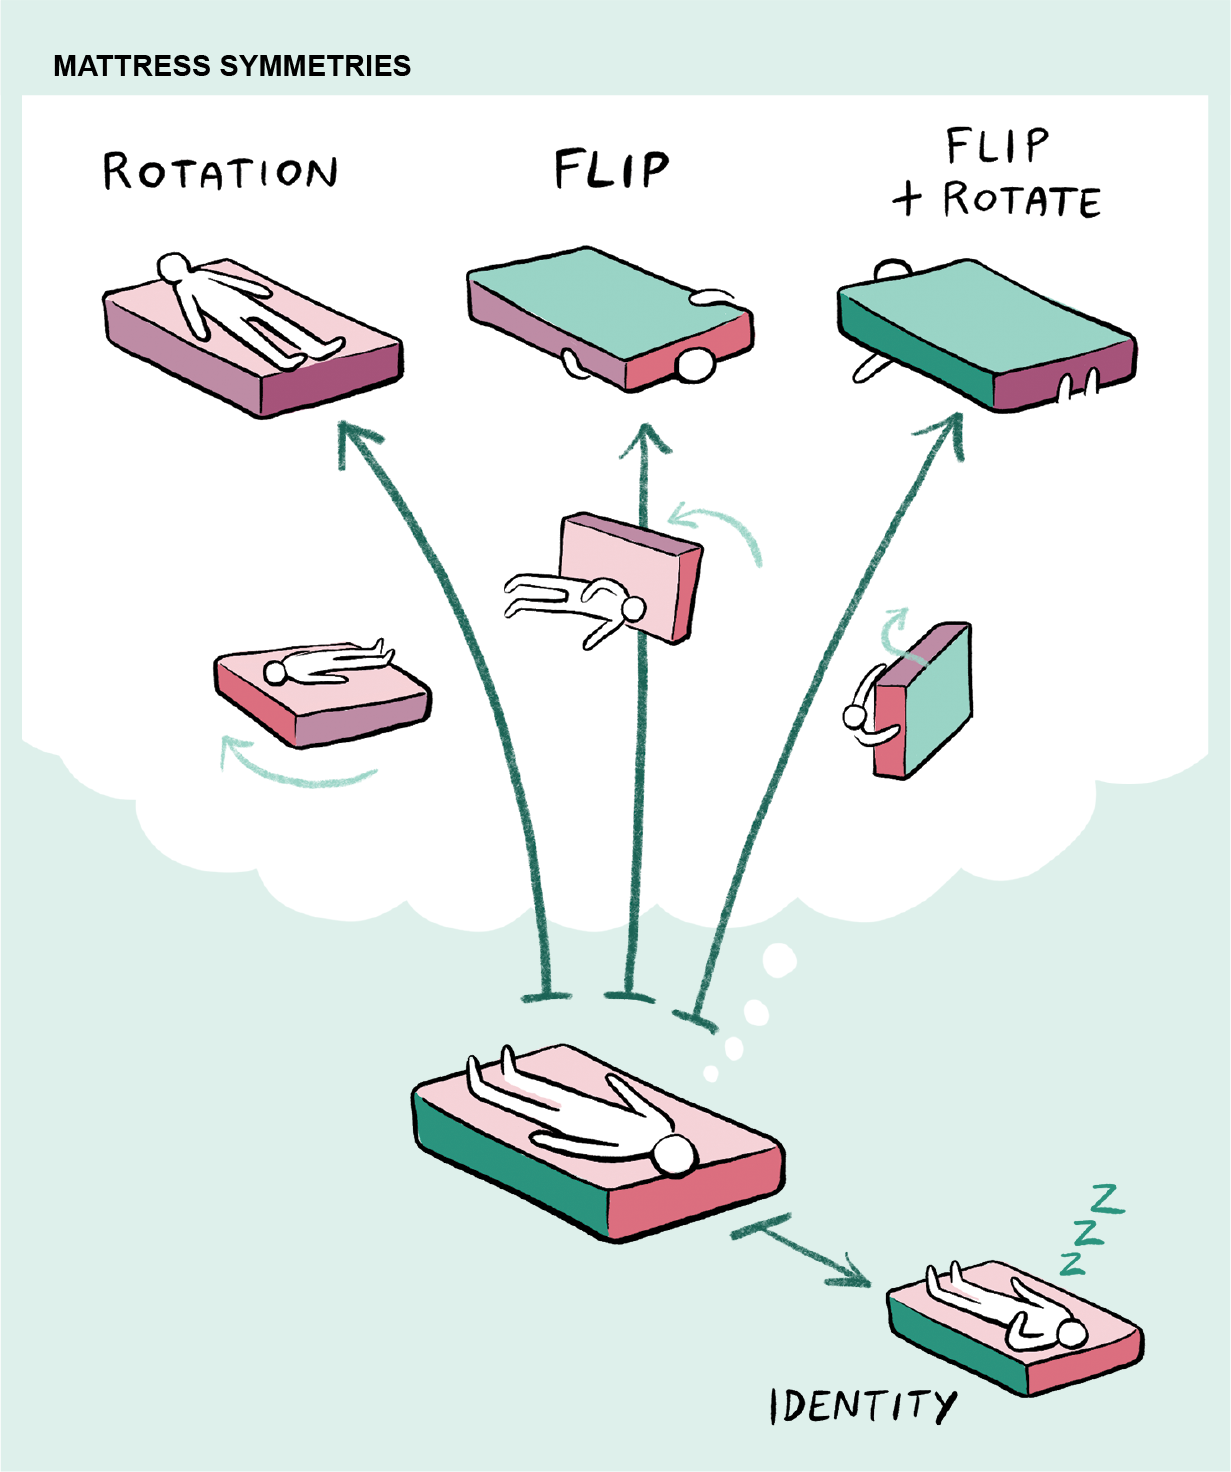 MATTRESS SYMMETRIES
ROTATION
FLIP
FLIP
+ ROTATE
Z
Z
Z
IDENTITY